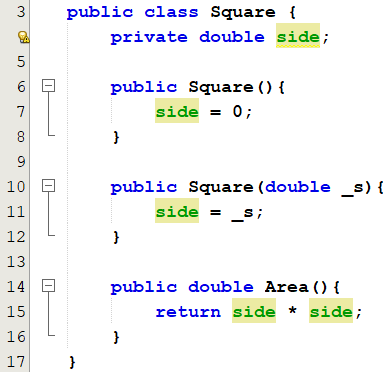 3 public class Square {
private double side;
5
6 public Square(){
7 side = 0;
8 }
9
10 public Square(double _s){
11 side = _s;
12 }
13
14 public double Area(){
15 return side * side;
16 }
17 }